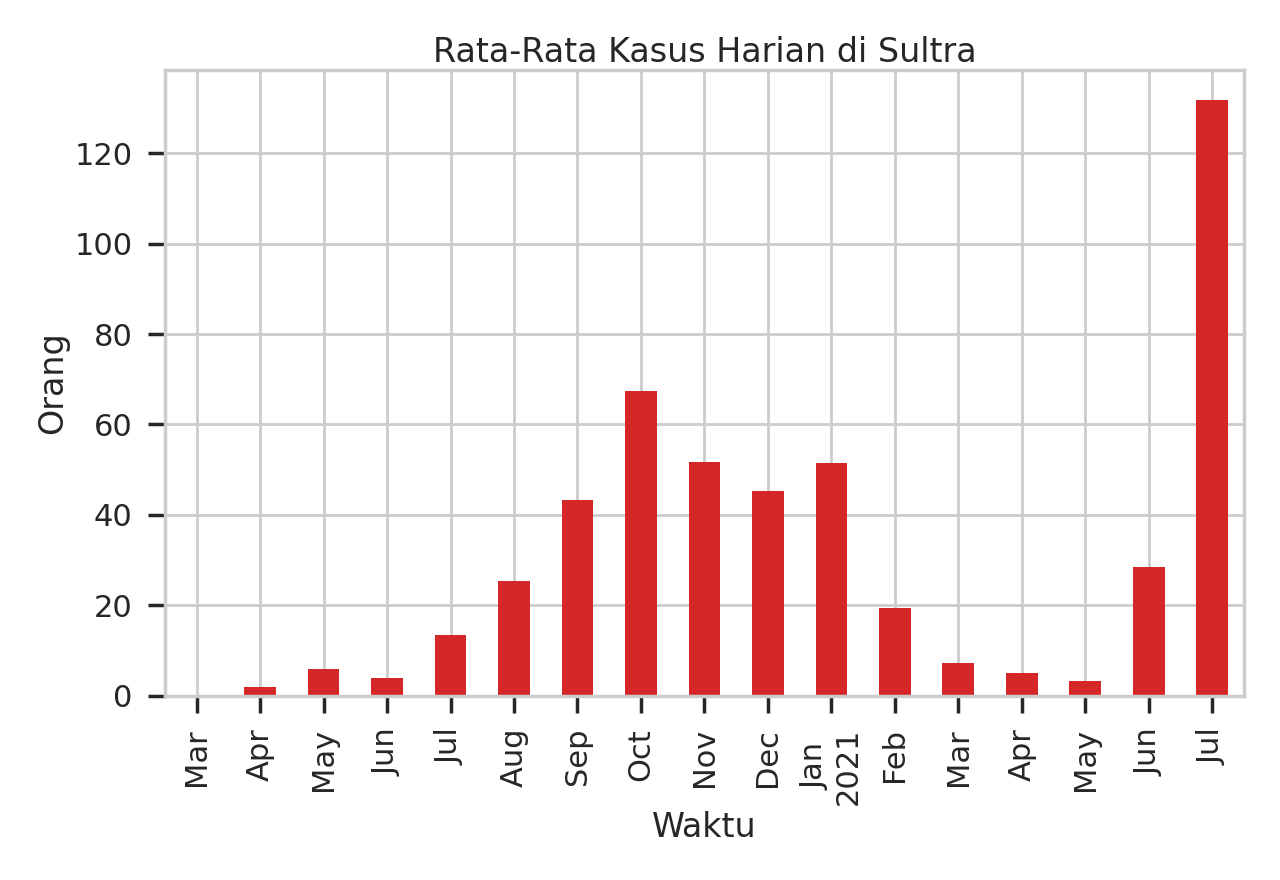 Rata-Rata Kasus Harian di Sultra
Orang
120
100
80
60
40
20
0
Mar
Apr
May
Jun
Jul
Aug
Sep
Oct
Nov
Dec
Jan
2021
Feb
Mar
Apr
May
Jun
Jul
Waktu